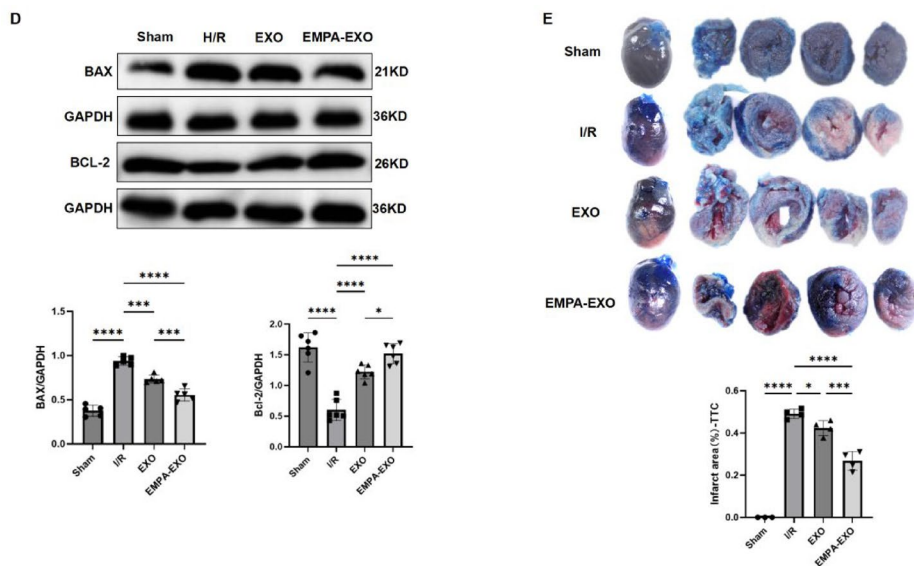 D
Sham H/R EXO EMPA-EXO
BAX 21KD
GAPDH 36KD
BCL-2 26KD
GAPDH 36KD
BAX/GAPDH
1.5
1.0
0.5
0.0
****
***
**** ***
Sham I/R EXO EMPA-EXO
Bcl-2/GAPDH
2.0
1.5
1.0
0.5
0.0
****
****
**** *
Sham I/R EXO EMPA-EXO
E
Sham
I/R
EXO
EMPA-EXO
Infarct area(%)-TTC
0.6
0.4
0.2
0.0
****
**** * ***
Sham I/R EXO EMPA-EXO